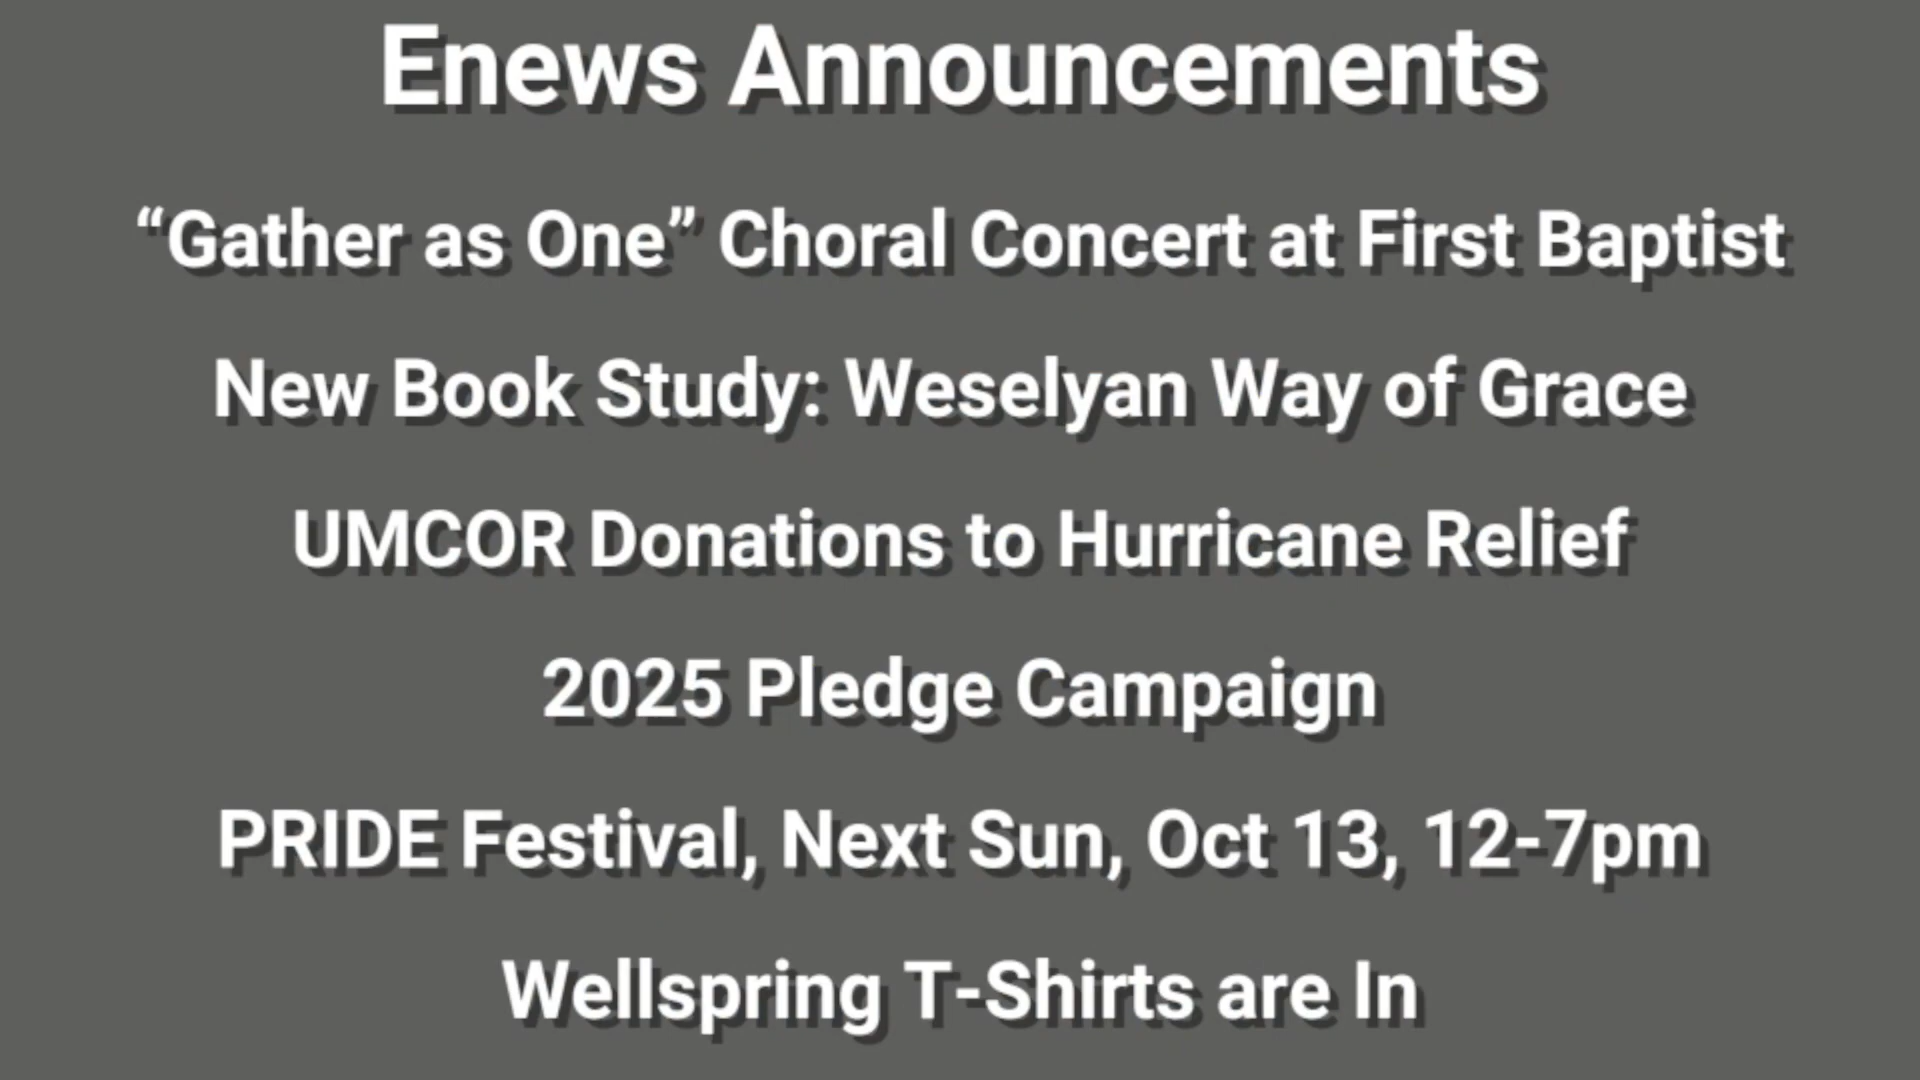 Enews Announcements
“Gather as One” Choral Concert at First Baptist
New Book Study: Weselyan Way of Grace
UMCOR Donations to Hurricane Relief
2025 Pledge Campaign
PRIDE Festival, Next Sun, Oct 13, 12-7pm
Wellspring T-Shirts are In